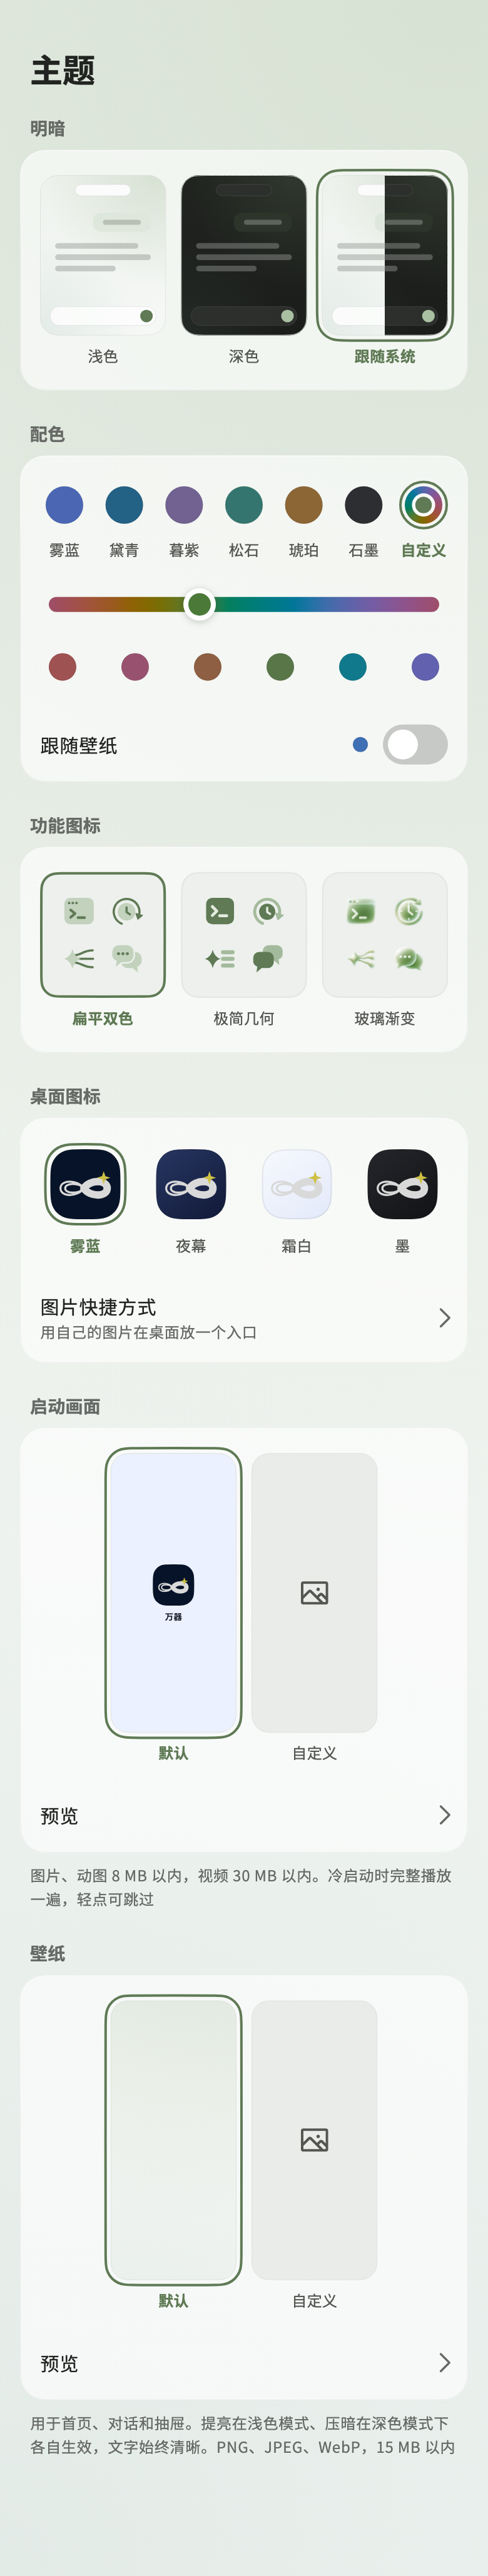 主题
明暗
浅色
深色
跟随系统
配色
雾蓝
黛青
暮紫
松石
琥珀
石墨
自定义
跟随壁纸
功能图标
扁平双色
极简几何
玻璃渐变
桌面图标
雾蓝
夜幕
霜白
墨
图片快捷方式
用自己的图片在桌面放一个入口
启动画面
万器
默认
自定义
预览
图片、动图 8 MB 以内，视频 30 MB 以内。冷启动时完整播放
一遍，轻点可跳过
壁纸
默认
自定义
预览
用于首页、对话和抽屉。提亮在浅色模式、压暗在深色模式下
各自生效，文字始终清晰。PNG、JPEG、WebP，15 MB 以内